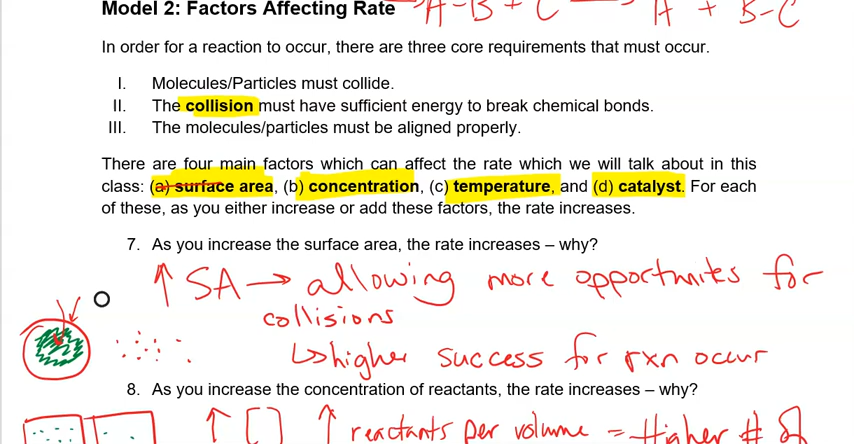 Model 2: Factors Affecting Rate A-B + C → A + B-C
In order for a reaction to occur, there are three core requirements that must occur.
I. Molecules/Particles must collide.
II. The collision must have sufficient energy to break chemical bonds.
III. The molecules/particles must be aligned properly.
There are four main factors which can affect the rate which we will talk about in this
class: (a) surface area, (b) concentration, (c) temperature, and (d) catalyst. For each
of these, as you either increase or add these factors, the rate increases.
7. As you increase the surface area, the rate increases – why?
↑ SA → allowing more opportunites for
collisions
↳ higher success for rxn occur
8. As you increase the concentration of reactants, the rate increases – why?
↑ [ ] ↑ reactants per volume = Higher # of